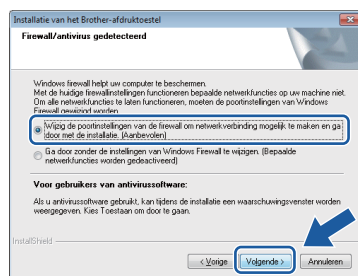 Installatie van het Brother-afdruktoestel
Firewall/antivirus gedetecteerd
Windows firewall helpt uw computer te beschermen.
Met de huidige firewallinstellingen functioneren bepaalde netwerkfuncties op uw machine niet.
Om alle netwerkfuncties te laten functioneren, moeten de poortinstellingen van Windows
Firewall gewijzigd worden.
Wijzig de poortinstellingen van de firewall om netwerkverbinding mogelijk te maken en ga
door met de installatie. (Aanbevolen)
Ga door zonder de instellingen van Windows Firewall te wijzigen. (Bepaalde
netwerkfuncties worden gedeactiveerd)
Voor gebruikers van antivirussoftware:
Als u antivirussoftware gebruikt, kan tijdens de installatie een waarschuwingsvenster worden
weergegeven. Kies Toestaan om door te gaan.
InstallShield
< Vorige
Volgende >
Annuleren